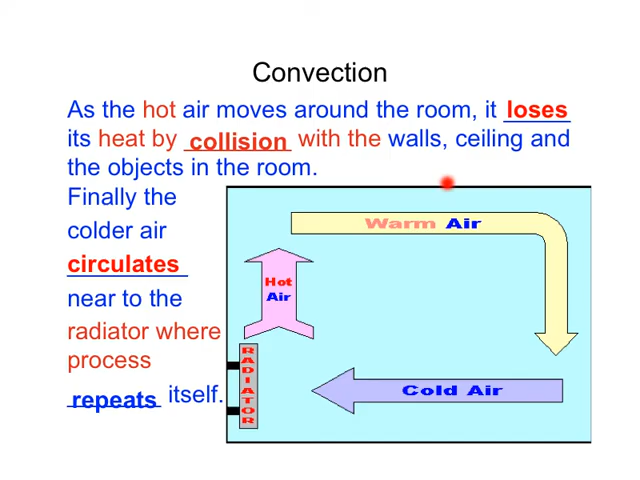 Convection
As the hot air moves around the room, it loses
its heat by collision with the walls, ceiling and
the objects in the room.
Finally the
colder air
circulates
near to the
radiator where
process
repeats itself.
Warm Air
Hot
Air
RADIATOR
Cold Air